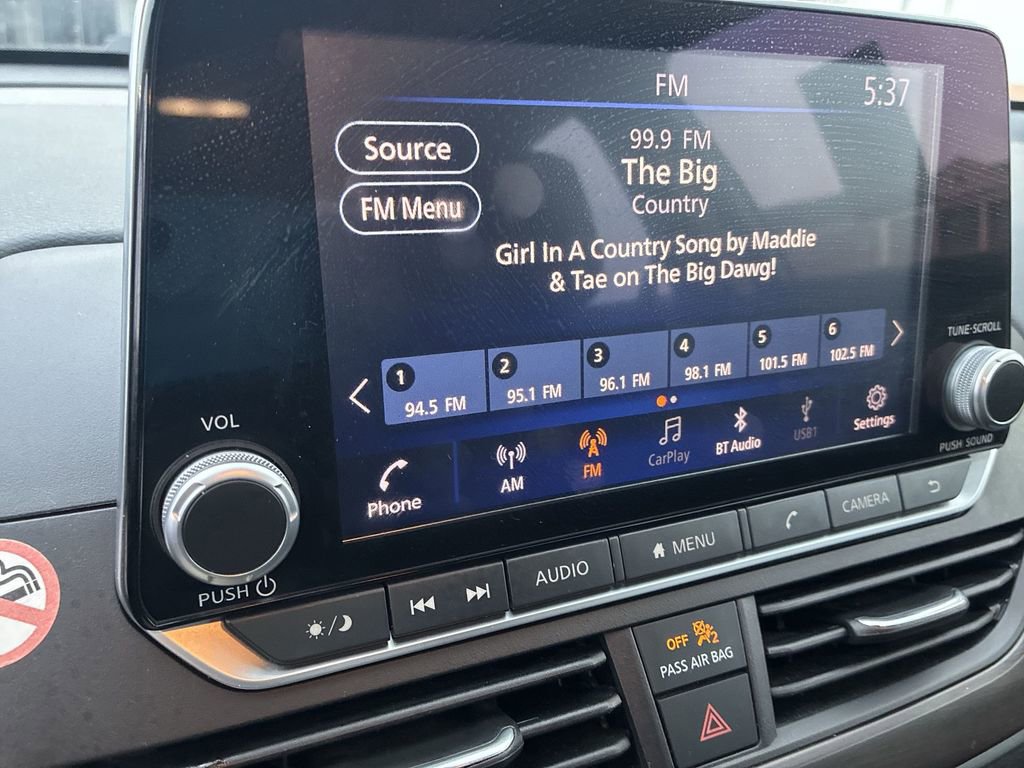 FM
5:37
Source
FM Menu
99.9 FM
The Big
Country
Girl In A Country Song by Maddie
& Tae on The Big Dawg!
1
94.5 FM
2
95.1 FM
3
96.1 FM
4
98.1 FM
5
101.5 FM
6
102.5 FM
Phone
AM
FM
CarPlay
BT Audio
USB1
Settings
VOL
PUSH
TUNE·SCROLL
PUSH SOUND
AUDIO
MENU
CAMERA
OFF
2
PASS AIR BAG